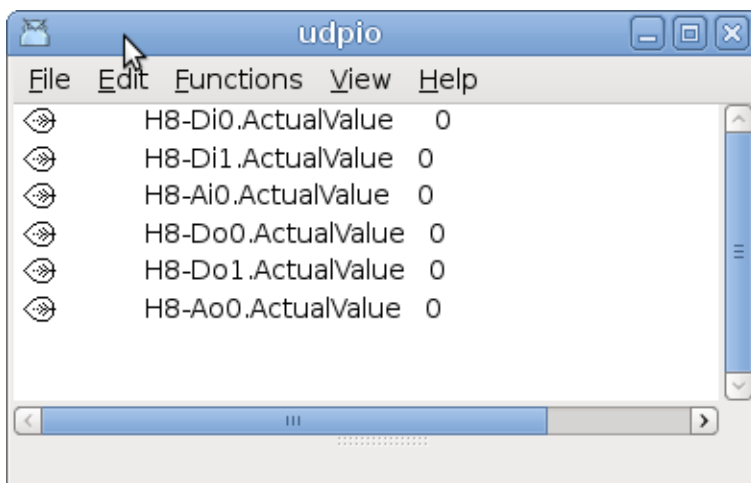 udpio
File Edit Functions View Help
H8-Di0.ActualValue 0
H8-Di1.ActualValue 0
H8-Ai0.ActualValue 0
H8-Do0.ActualValue 0
H8-Do1.ActualValue 0
H8-Ao0.ActualValue 0